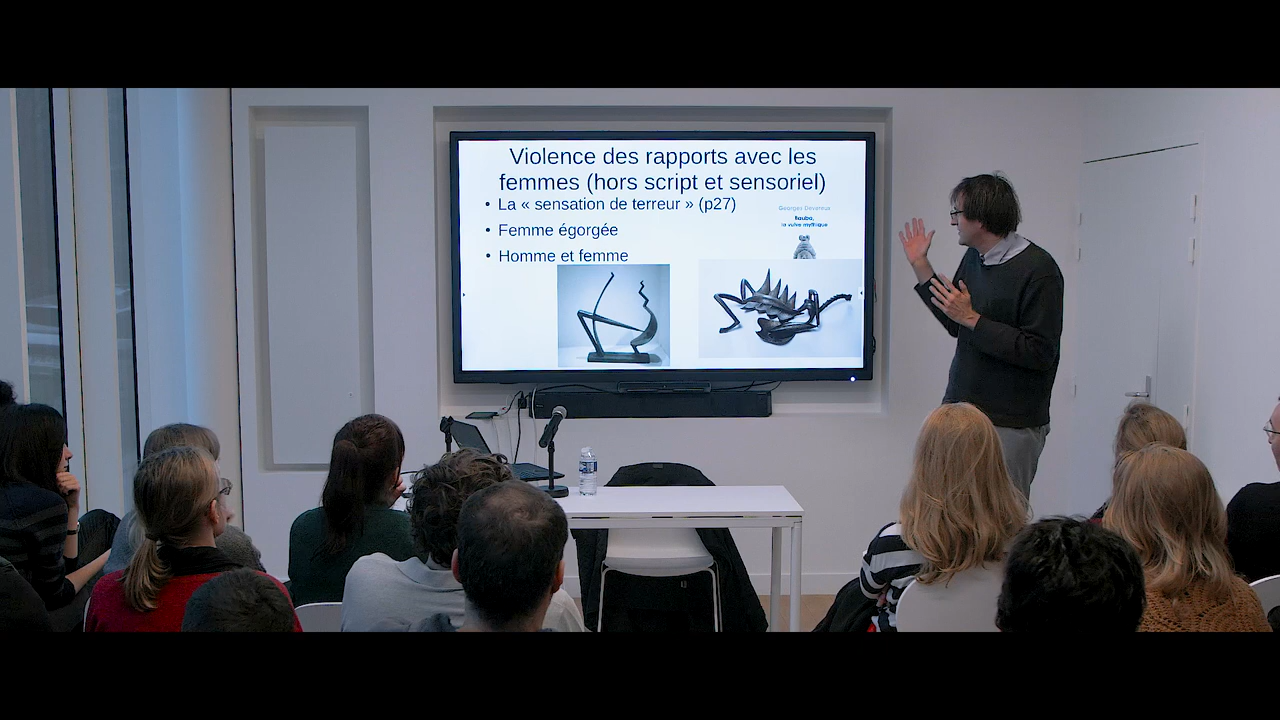 Violence des rapports avec les
femmes (hors script et sensoriel)
• La « sensation de terreur » (p27)
• Femme égorgée
• Homme et femme
Georges Devereux
Bauba,
la vulve mythique